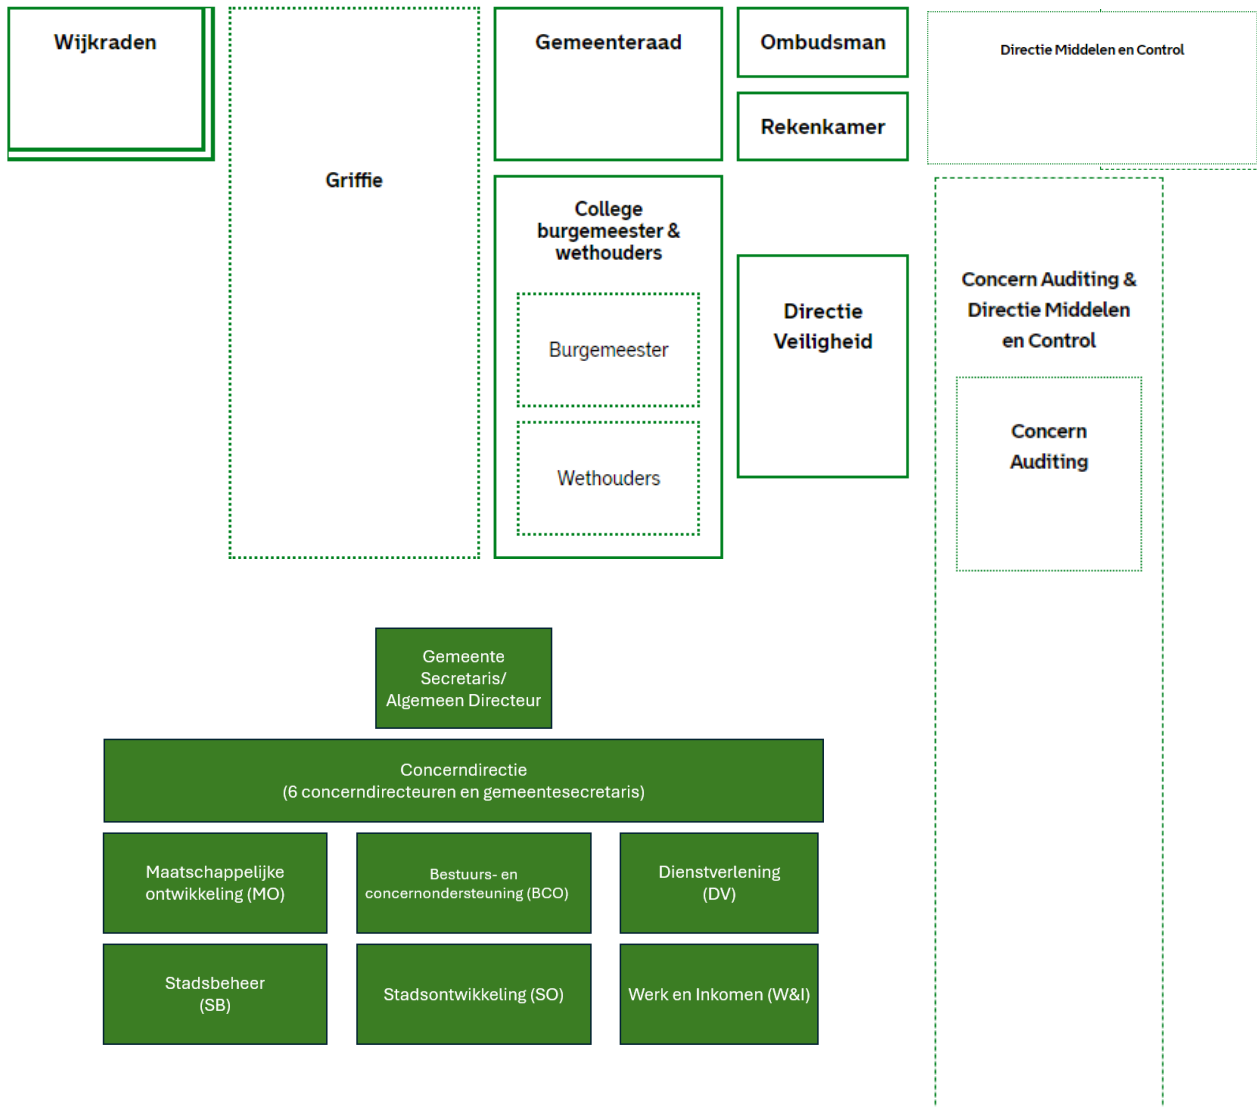 Wijkraden
Griffie
Gemeenteraad
Ombudsman
Rekenkamer
Directie Middelen en Control
College
burgemeester &
wethouders
Burgemeester
Wethouders
Directie
Veiligheid
Concern Auditing &
Directie Middelen
en Control
Concern
Auditing
Gemeente
Secretaris/
Algemeen Directeur
Concerndirectie
(6 concerndirecteuren en gemeentesecretaris)
Maatschappelijke
ontwikkeling (MO)
Bestuurs- en
concernondersteuning (BCO)
Dienstverlening
(DV)
Stadsbeheer
(SB)
Stadsontwikkeling (SO)
Werk en Inkomen (W&I)